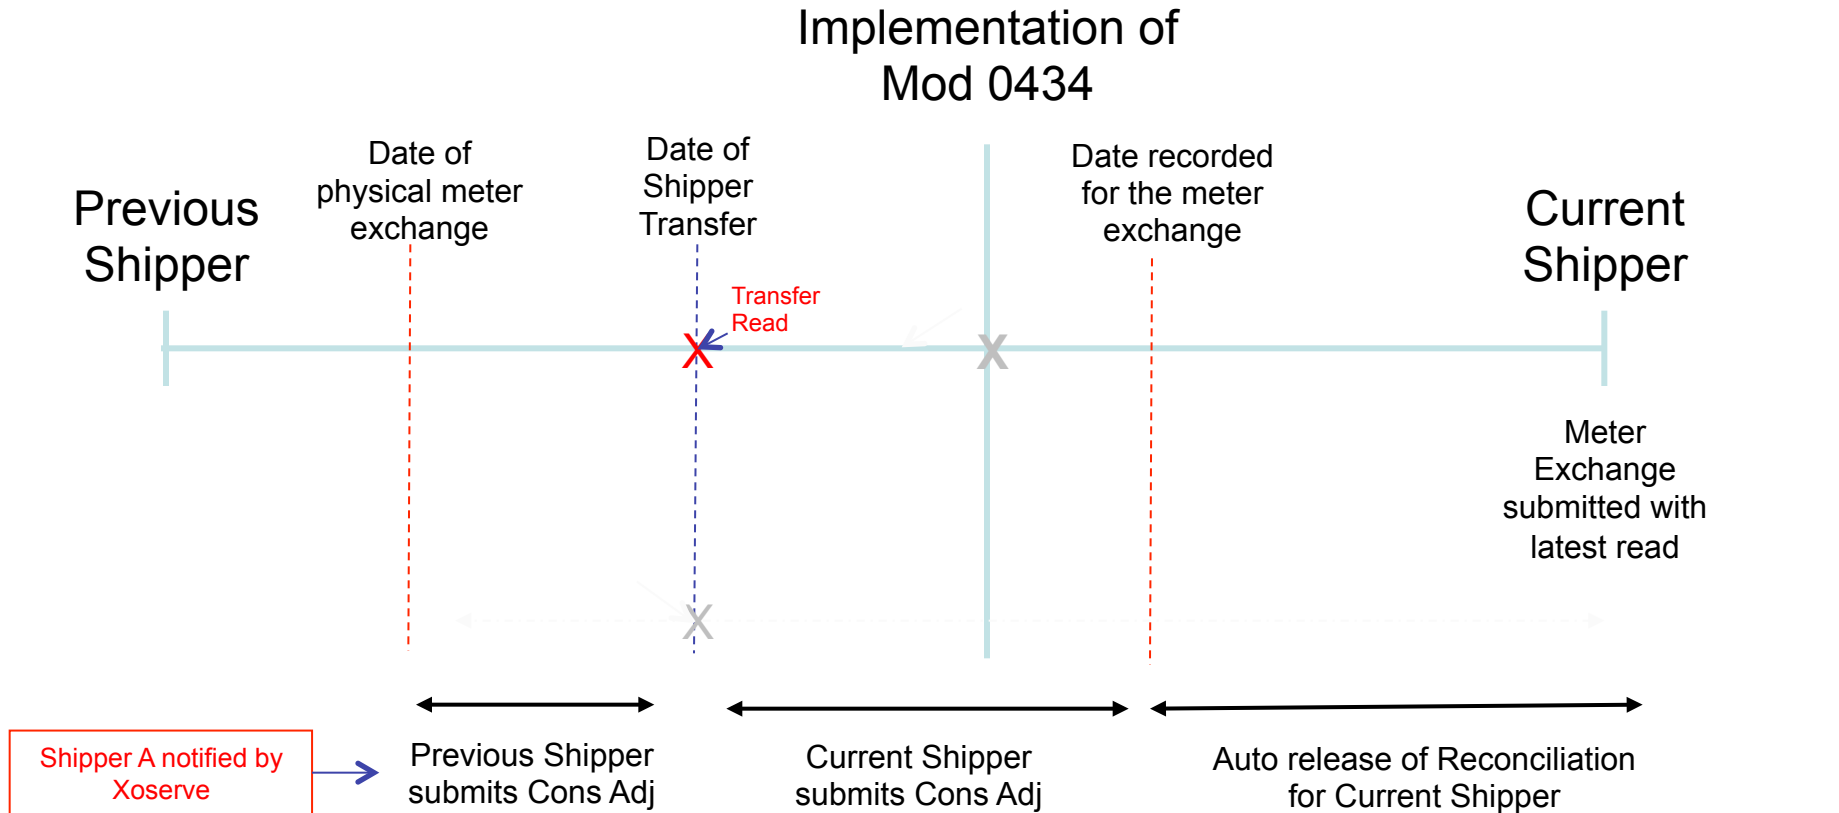 Implementation of
Mod 0434
Previous
Shipper
Date of
physical meter
exchange
Date of
Shipper
Transfer
Date recorded
for the meter
exchange
Current
Shipper
Transfer
Read
X
X
Meter
Exchange
submitted with
latest read
X
Shipper A notified by
Xoserve
Previous Shipper
submits Cons Adj
Current Shipper
submits Cons Adj
Auto release of Reconciliation
for Current Shipper